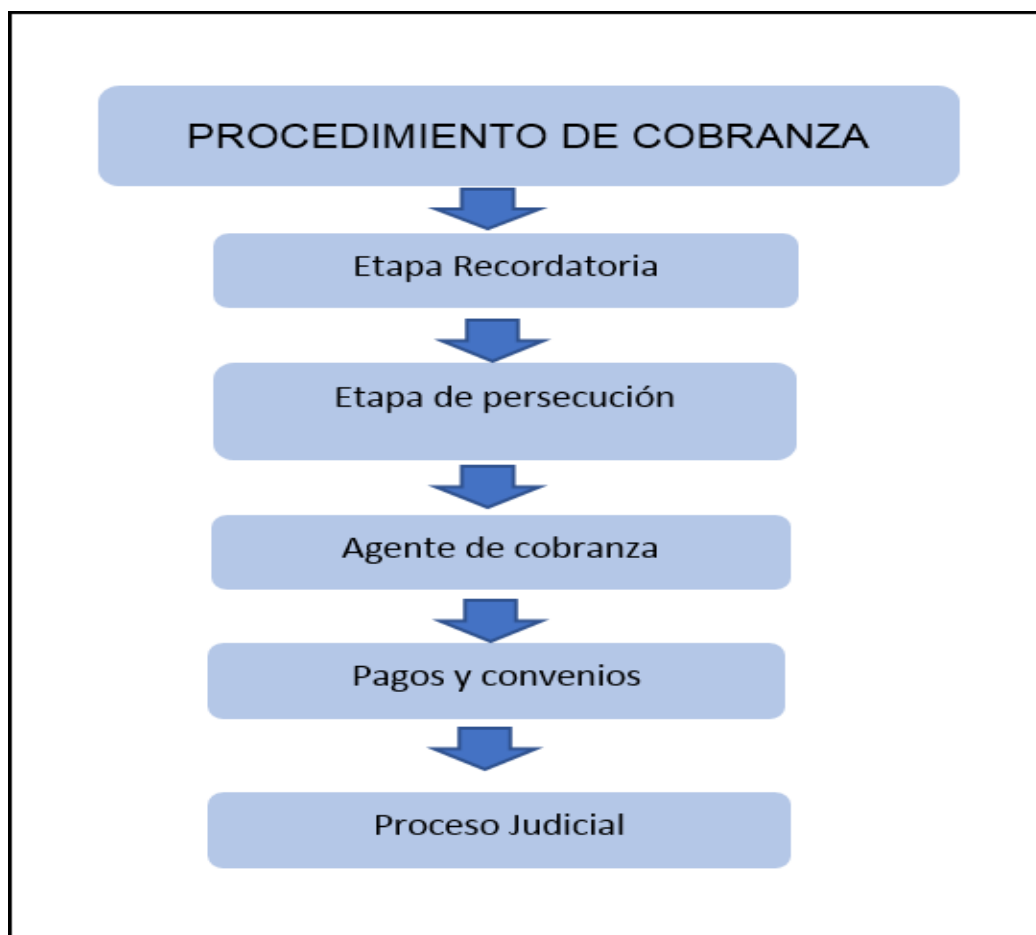 PROCEDIMIENTO DE COBRANZA
Etapa Recordatoria
Etapa de persecución
Agente de cobranza
Pagos y convenios
Proceso Judicial